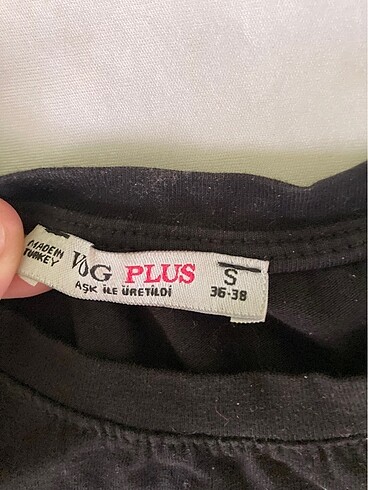 MADE IN
TURKEY
VOG PLUS
AŞK İLE ÜRETİLDİ
S
36-38